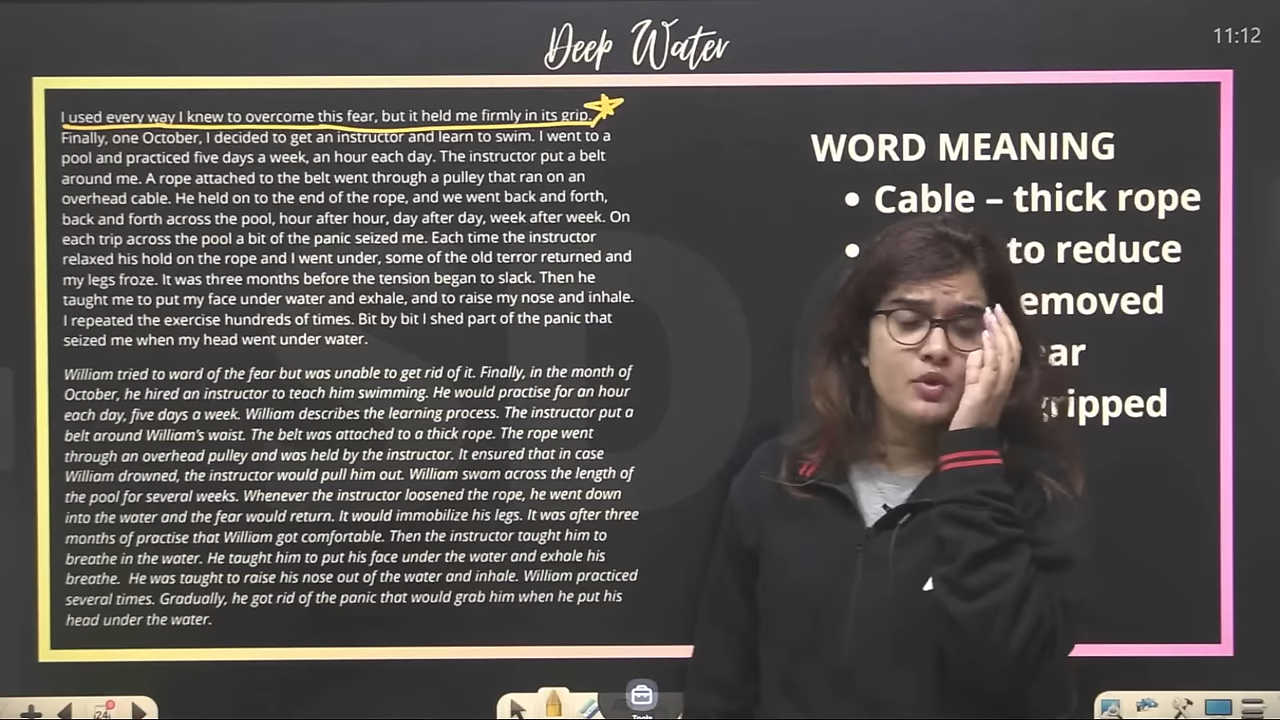 Deep Water
11:12
I used every way I knew to overcome this fear, but it held me firmly in its grip.
Finally, one October, I decided to get an instructor and learn to swim. I went to a
pool and practiced five days a week, an hour each day. The instructor put a belt
around me. A rope attached to the belt went through a pulley that ran on an
overhead cable. He held on to the end of the rope, and we went back and forth,
back and forth across the pool, hour after hour, day after day, week after week. On
each trip across the pool a bit of the panic seized me. Each time the instructor
relaxed his hold on the rope and I went under, some of the old terror returned and
my legs froze. It was three months before the tension began to slack. Then he
taught me to put my face under water and exhale, and to raise my nose and inhale.
I repeated the exercise hundreds of times. Bit by bit I shed part of the panic that
seized me when my head went under water.
William tried to ward of the fear but was unable to get rid of it. Finally, in the month of
October, he hired an instructor to teach him swimming. He would practise for an hour
each day, five days a week. William describes the learning process. The instructor put a
belt around William's waist. The belt was attached to a thick rope. The rope went
through an overhead pulley and was held by the instructor. It ensured that in case
William drowned, the instructor would pull him out. William swam across the length of
the pool for several weeks. Whenever the instructor loosened the rope, he went down
into the water and the fear would return. It would immobilize his legs. It was after three
months of practise that William got comfortable. Then the instructor taught him to
breathe in the water. He taught him to put his face under the water and exhale his
breathe. He was taught to raise his nose out of the water and inhale. William practiced
several times. Gradually, he got rid of the panic that would grab him when he put his
head under the water.
WORD MEANING
• Cable – thick rope
• to reduce
emoved
ear
gripped